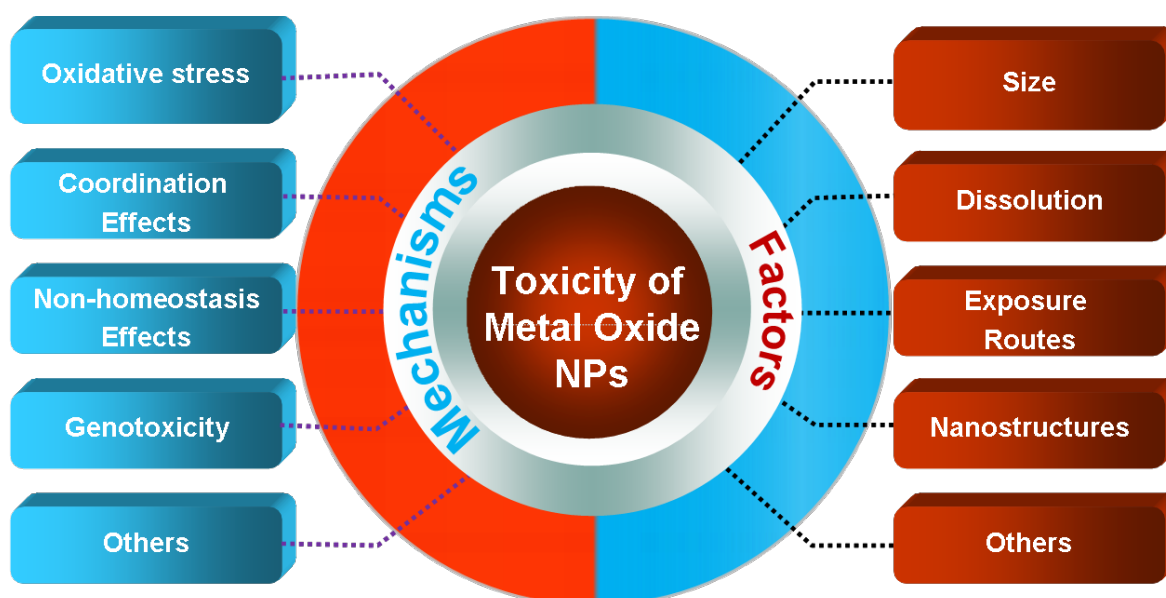 Oxidative stress
Coordination
Effects
Non-homeostasis
Effects
Genotoxicity
Others
Mechanisms
Toxicity of
Metal Oxide
NPs
Factors
Size
Dissolution
Exposure
Routes
Nanostructures
Others